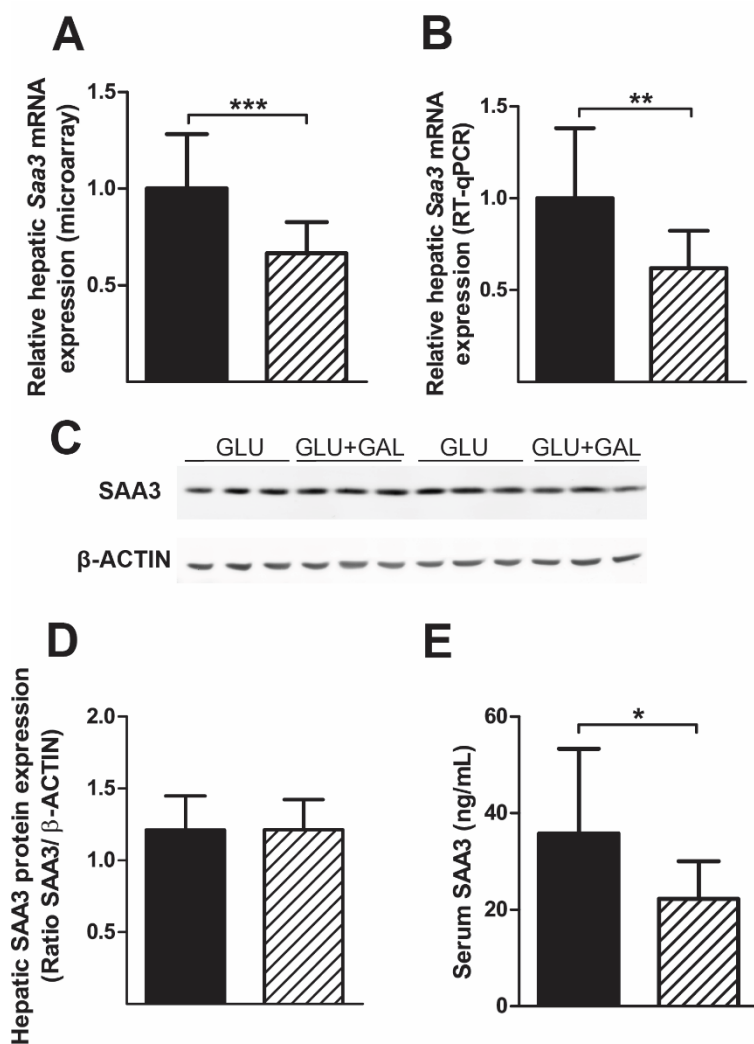 A
Relative hepatic Saa3 mRNA
expression (microarray)
1.5
1.0
0.5
***
B
Relative hepatic Saa3 mRNA
expression (RT-qPCR)
1.5
1.0
0.5
**
C
GLU GLU+GAL GLU GLU+GAL
SAA3
β-ACTIN
D
Hepatic SAA3 protein expression
(Ratio SAA3/β-ACTIN)
2.0
1.5
1.0
0.5
E
Serum SAA3 (ng/mL)
60
40
20
0
*